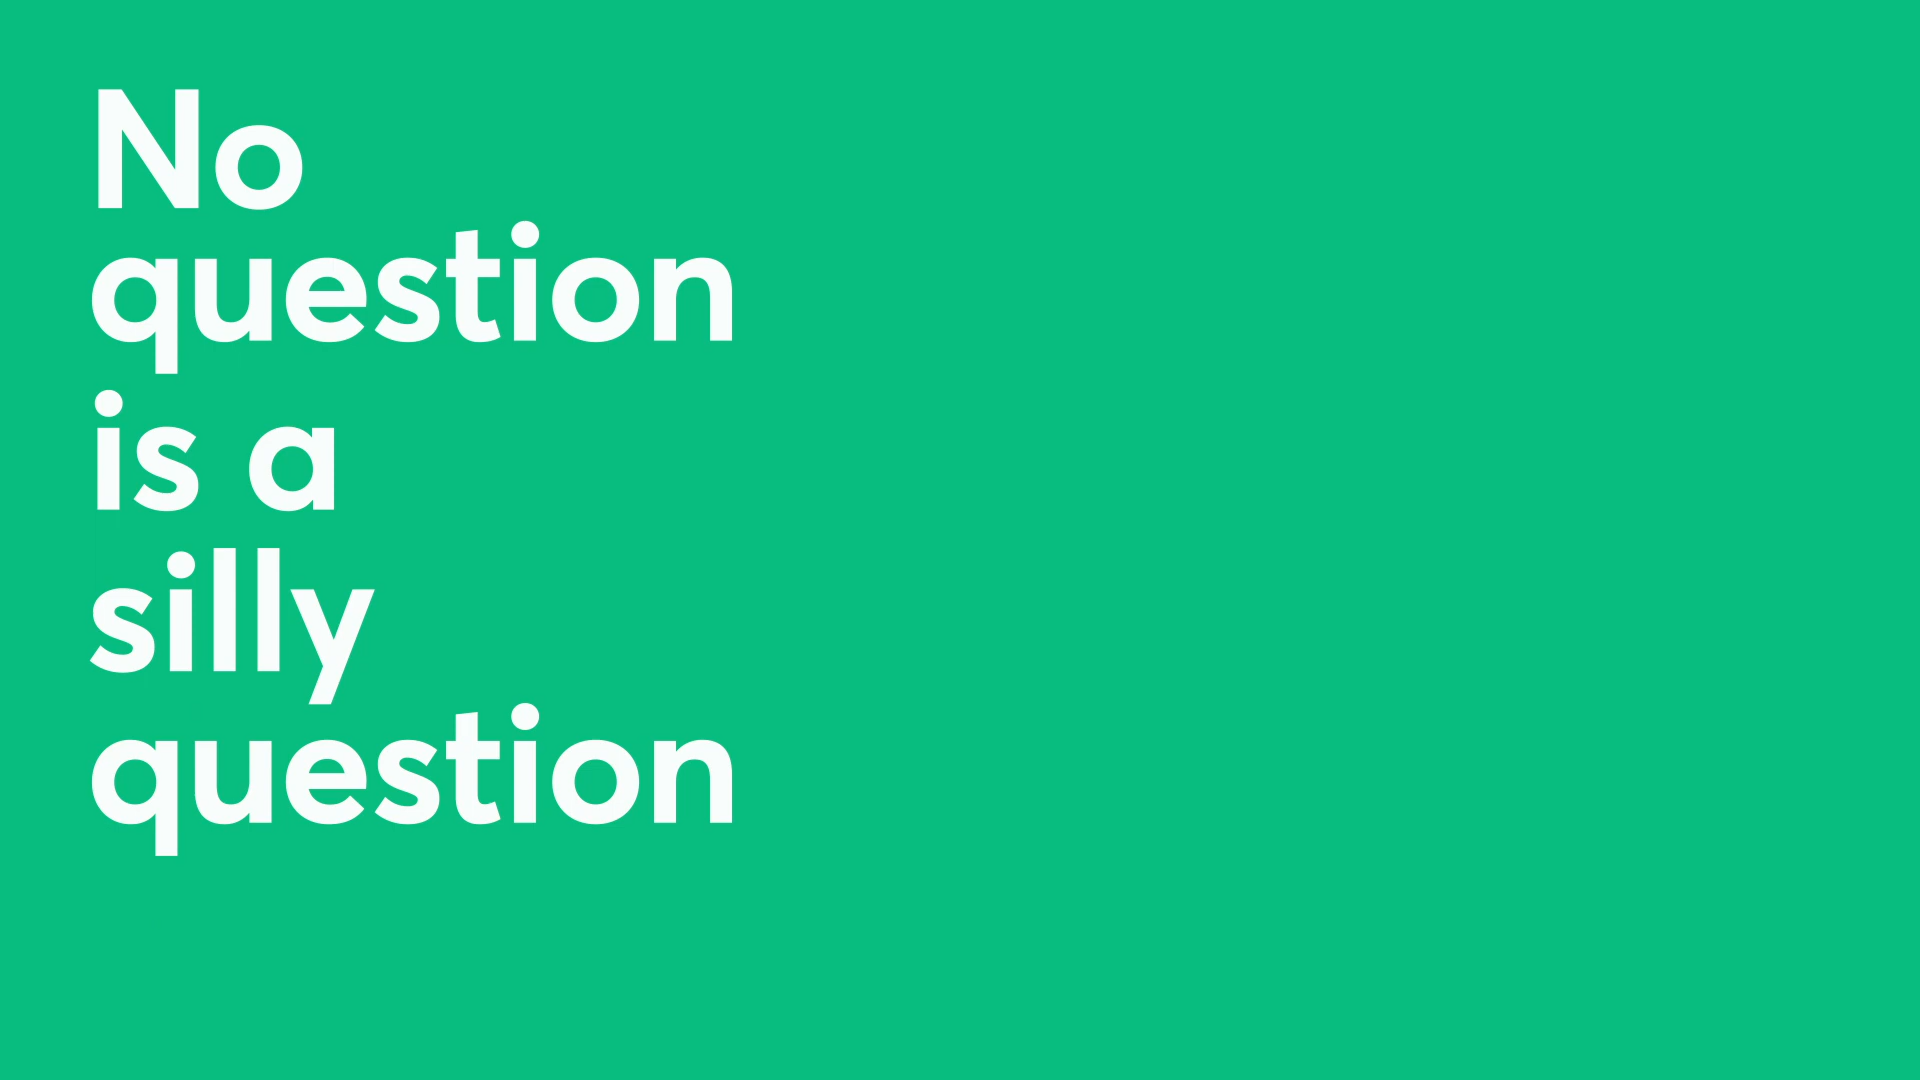 No
question
is a
silly
question